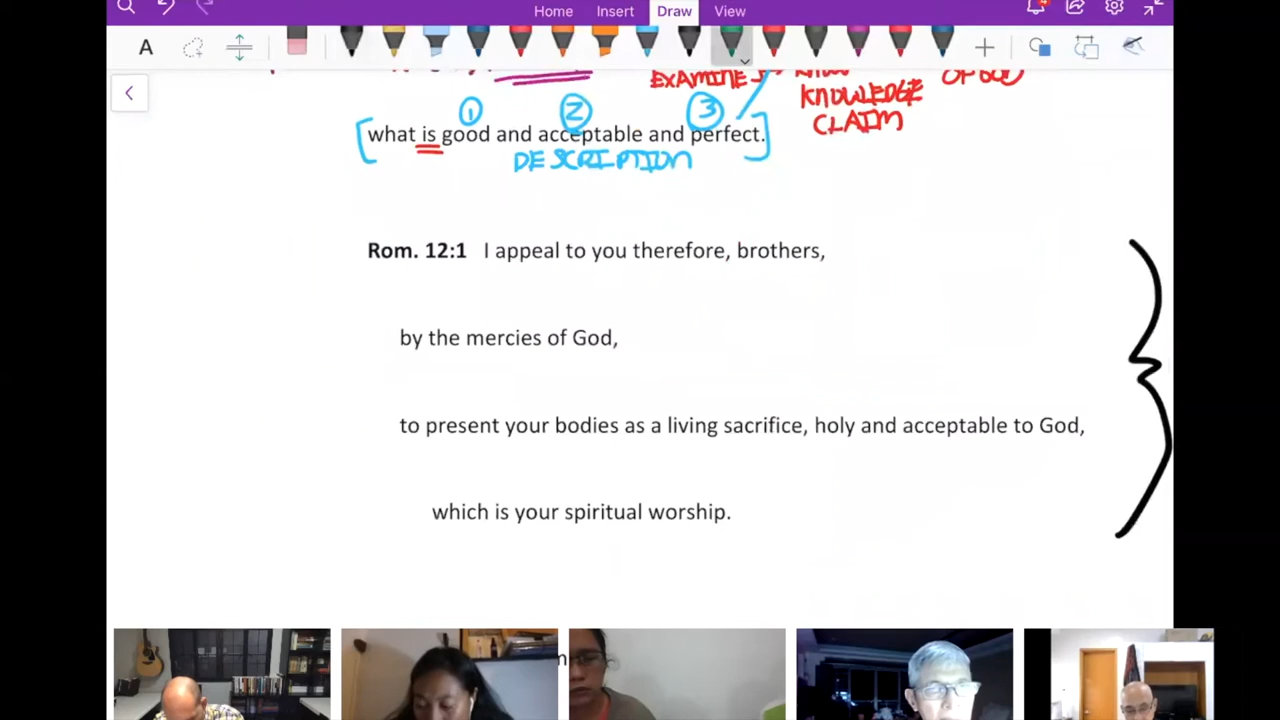 Home Insert Draw View
A
EXAMINE
OF GOD
KNOWLEDGE
CLAIM
1 2 3
[what is good and acceptable and perfect.]
DESCRIPTION
Rom. 12:1 I appeal to you therefore, brothers,
by the mercies of God,
to present your bodies as a living sacrifice, holy and acceptable to God,
which is your spiritual worship.